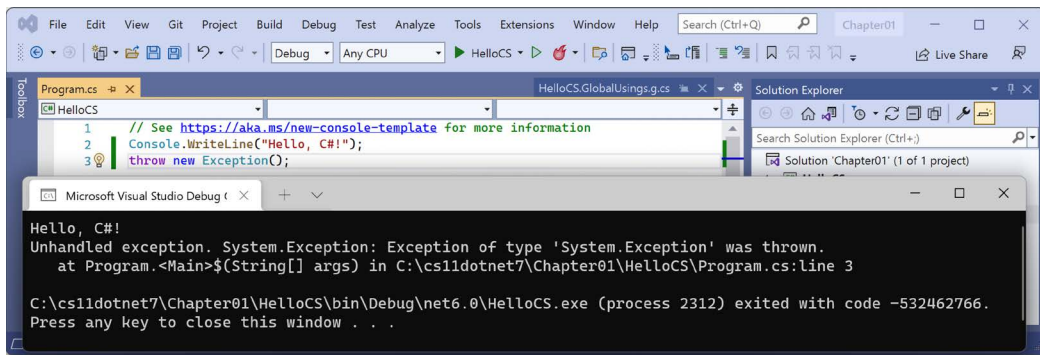 File Edit View Git Project Build Debug Test Analyze Tools Extensions Window Help Search (Ctrl+Q) Chapter01
Debug Any CPU HelloCS Live Share
Toolbox
Program.cs HelloCS.GlobalUsings.g.cs Solution Explorer
C# HelloCS
Search Solution Explorer (Ctrl+;)
1 // See https://aka.ms/new-console-template for more information
2 Console.WriteLine("Hello, C#!");
3 throw new Exception();
Solution 'Chapter01' (1 of 1 project)
Microsoft Visual Studio Debug
Hello, C#!
Unhandled exception. System.Exception: Exception of type 'System.Exception' was thrown.
at Program.<Main>$(String[] args) in C:\cs11dotnet7\Chapter01\HelloCS\Program.cs:line 3
C:\cs11dotnet7\Chapter01\HelloCS\bin\Debug\net6.0\HelloCS.exe (process 2312) exited with code -532462766.
Press any key to close this window . . .